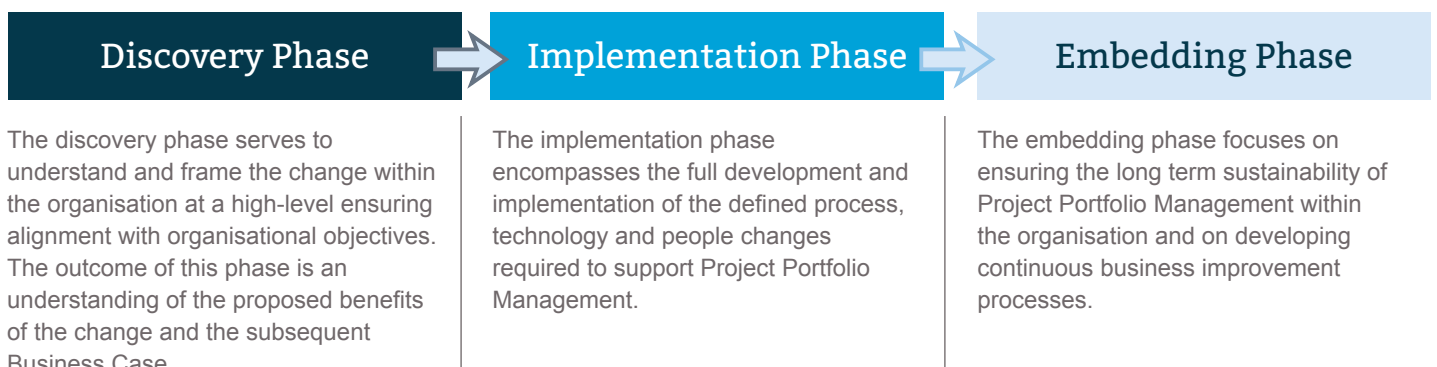 Discovery Phase
Implementation Phase
Embedding Phase
The discovery phase serves to
understand and frame the change within
the organisation at a high-level ensuring
alignment with organisational objectives.
The outcome of this phase is an
understanding of the proposed benefits
of the change and the subsequent
Business Case
The implementation phase
encompasses the full development and
implementation of the defined process,
technology and people changes
required to support Project Portfolio
Management.
The embedding phase focuses on
ensuring the long term sustainability of
Project Portfolio Management within
the organisation and on developing
continuous business improvement
processes.